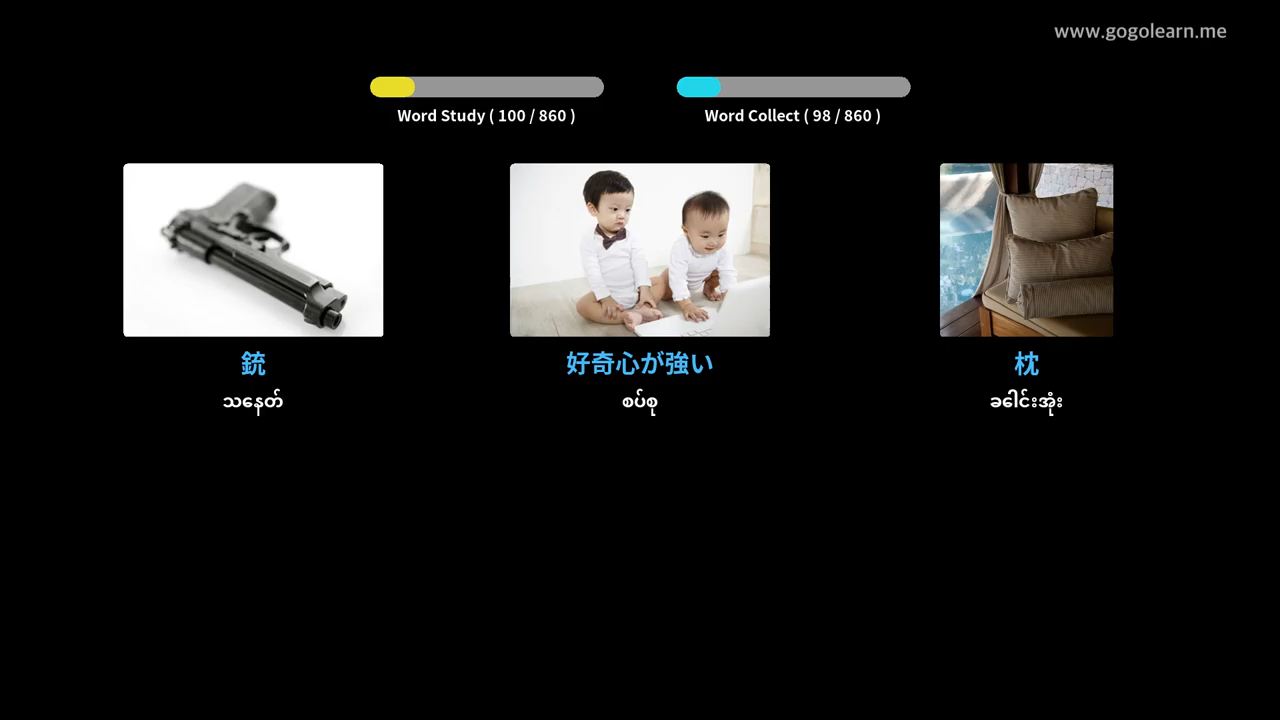 www.gogolearn.me
Word Study ( 100 / 860 )
Word Collect ( 98 / 860 )
銃
好奇心が強い
枕
သေနတ်
စပ်စု
ခေါင်းအုံး